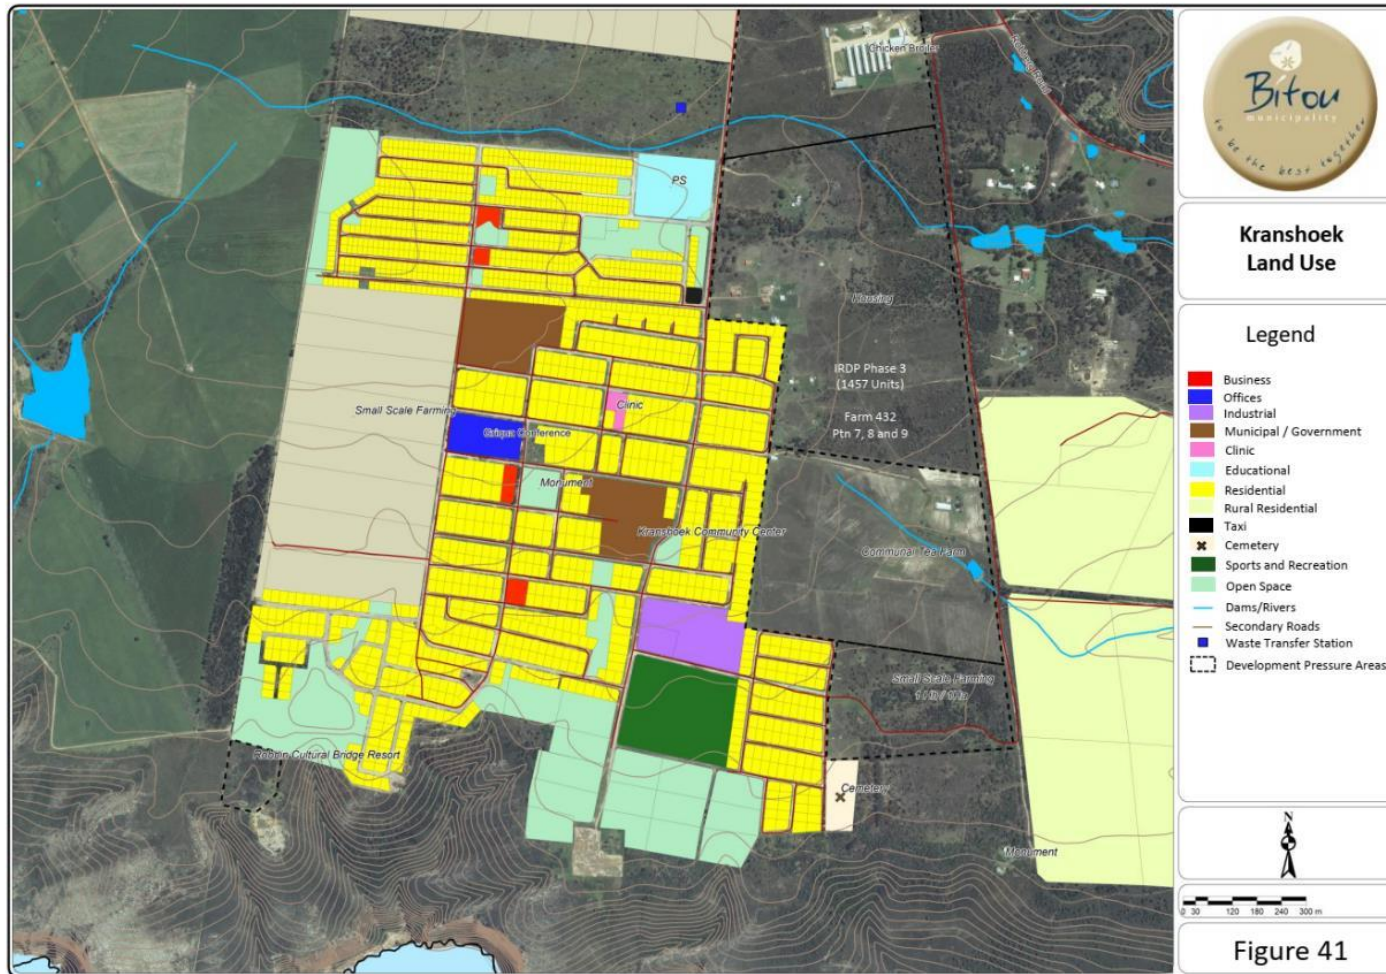 Chicken Broiler
Robberg Road
PS
Housing
IRDP Phase 3
(1457 Units)
Farm 432
Ptn 7, 8 and 9
Small Scale Farming
Clinic
Griqua Conference
Monument
Kranshoek Community Center
Communal Tea Farm
Small Scale Farming
Robin Cultural Bridge Resort
Cemetery
Monument
Bitou
municipality
to be the best together
Kranshoek
Land Use
Legend
Business
Offices
Industrial
Municipal / Government
Clinic
Educational
Residential
Rural Residential
Taxi
Cemetery
Sports and Recreation
Open Space
Dams/Rivers
Secondary Roads
Waste Transfer Station
Development Pressure Areas
N
0 30 120 180 240 300 m
Figure 41